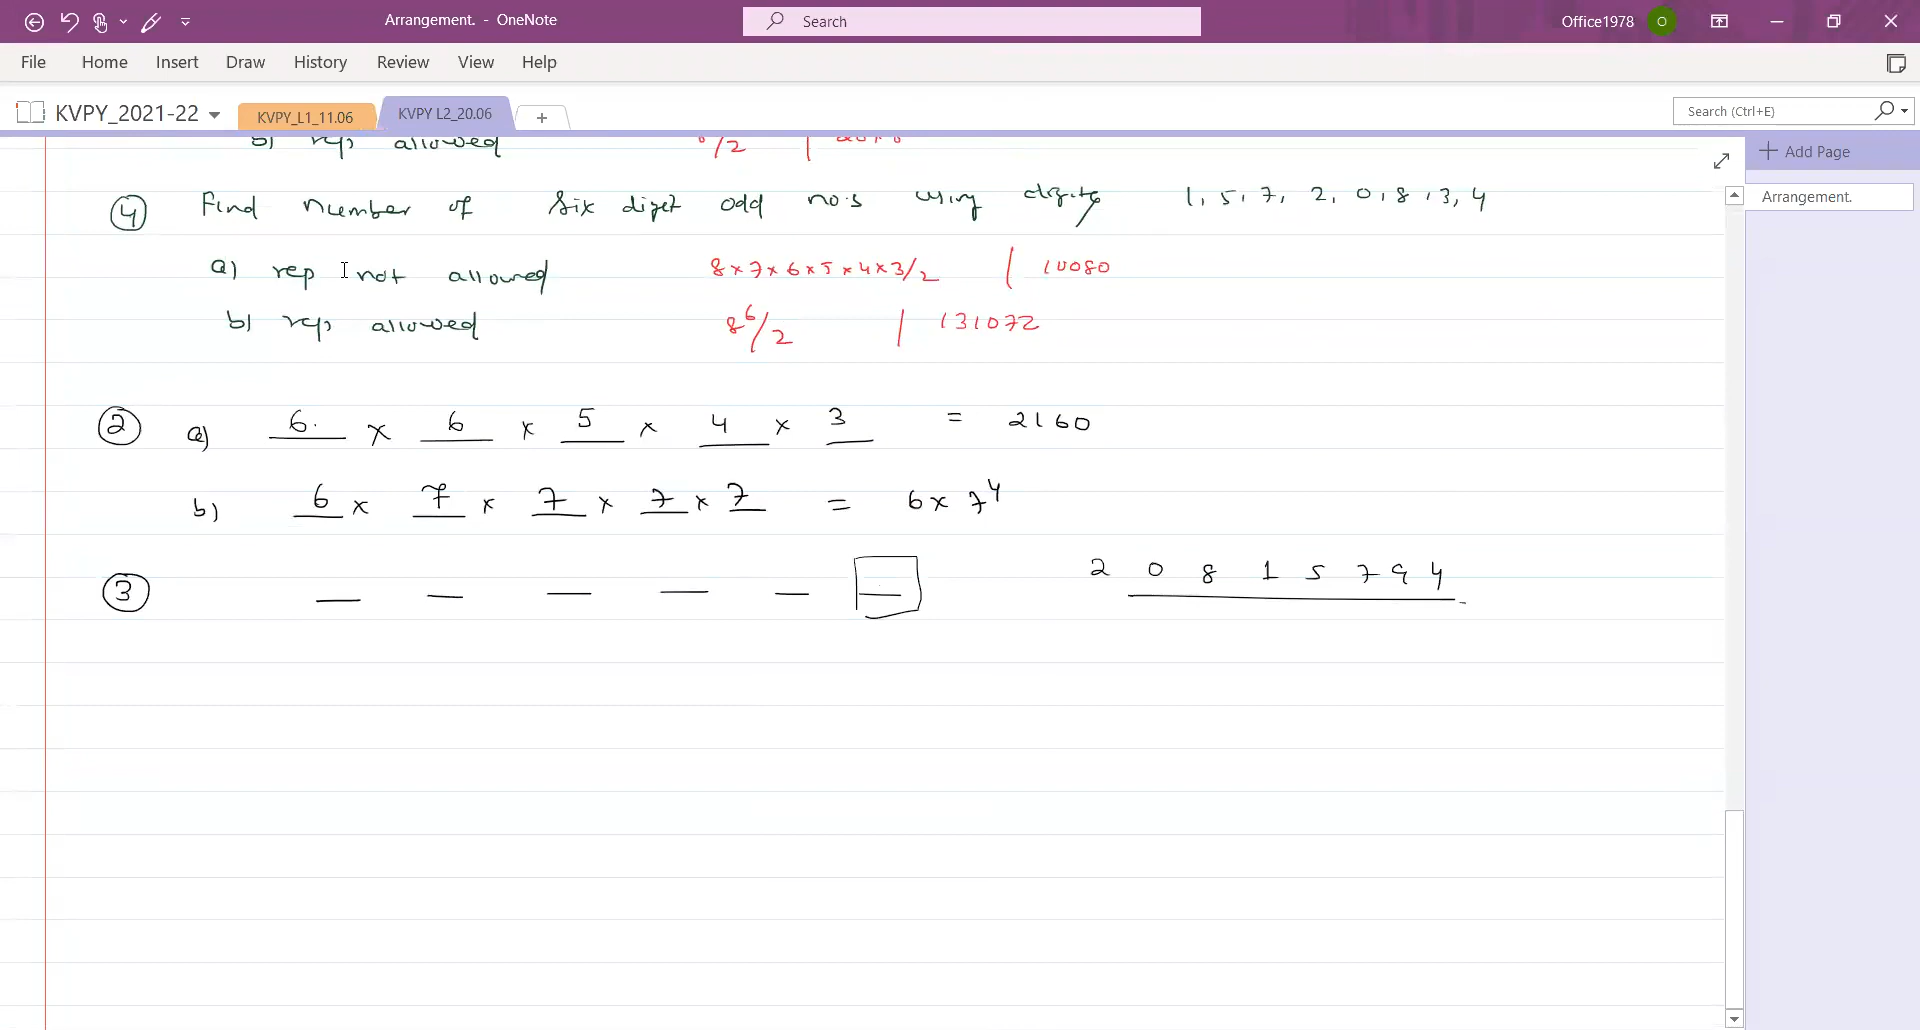 Arrangement. - OneNote
Search
Office1978
O
File Home Insert Draw History Review View Help
KVPY_2021-22
KVPY_L1_11.06
KVPY L2_20.06
+
Search (Ctrl+E)
Add Page
Arrangement.
b) rep allowed /2 |
4 Find number of six digit odd no.s using digits 1, 5, 7, 2, 0, 8, 3, 4
a) rep not allowed 8×7×6×5×4×3/2 | 10080
b) rep allowed 8^6/2 | 131072
2 a) 6 × 6 × 5 × 4 × 3 = 2160
b) 6 × 7 × 7 × 7 × 7 = 6 × 7^4
3 2 0 8 1 5 7 9 4